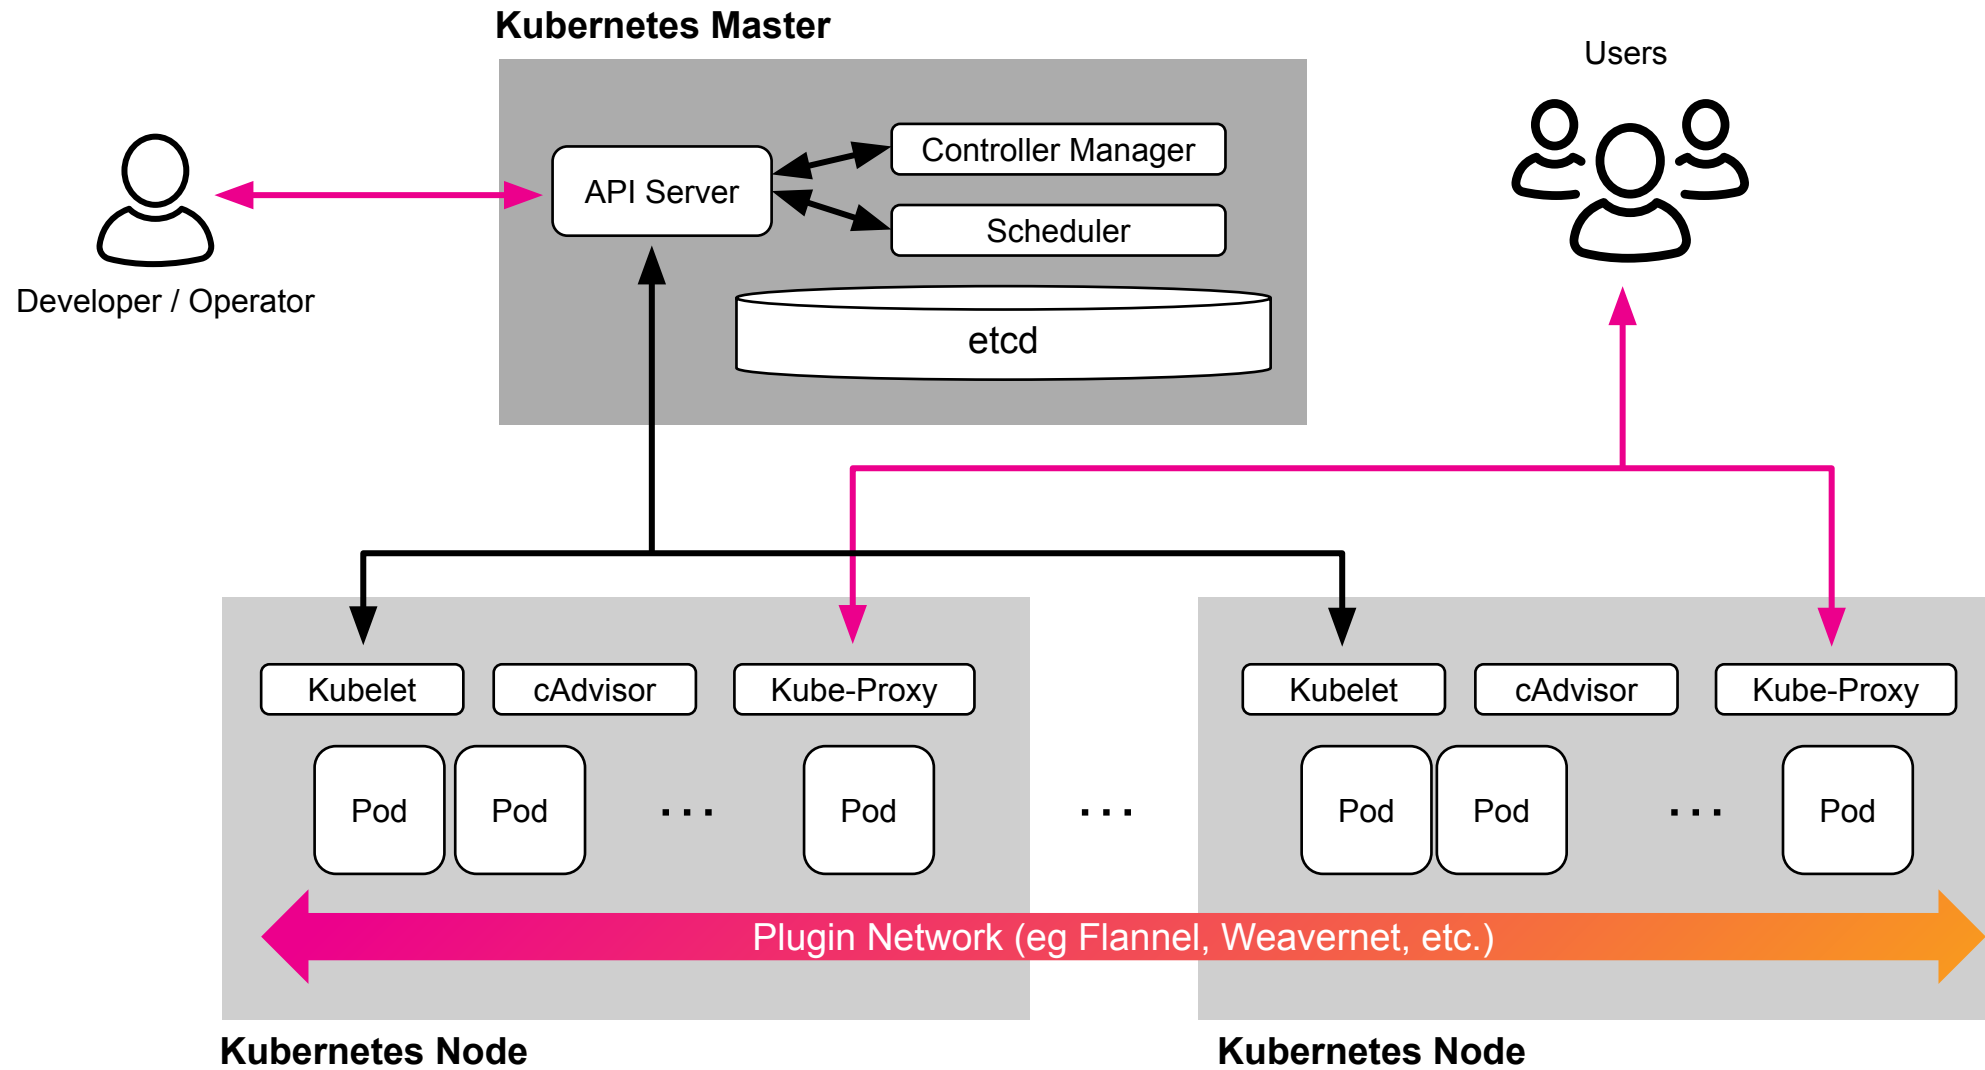 Kubernetes Master
Users
Controller Manager
API Server
Scheduler
Developer / Operator
etcd
Kubelet
cAdvisor
Kube-Proxy
Kubelet
cAdvisor
Kube-Proxy
Pod
Pod
...
Pod
...
Pod
Pod
...
Pod
Plugin Network (eg Flannel, Weavernet, etc.)
Kubernetes Node
Kubernetes Node